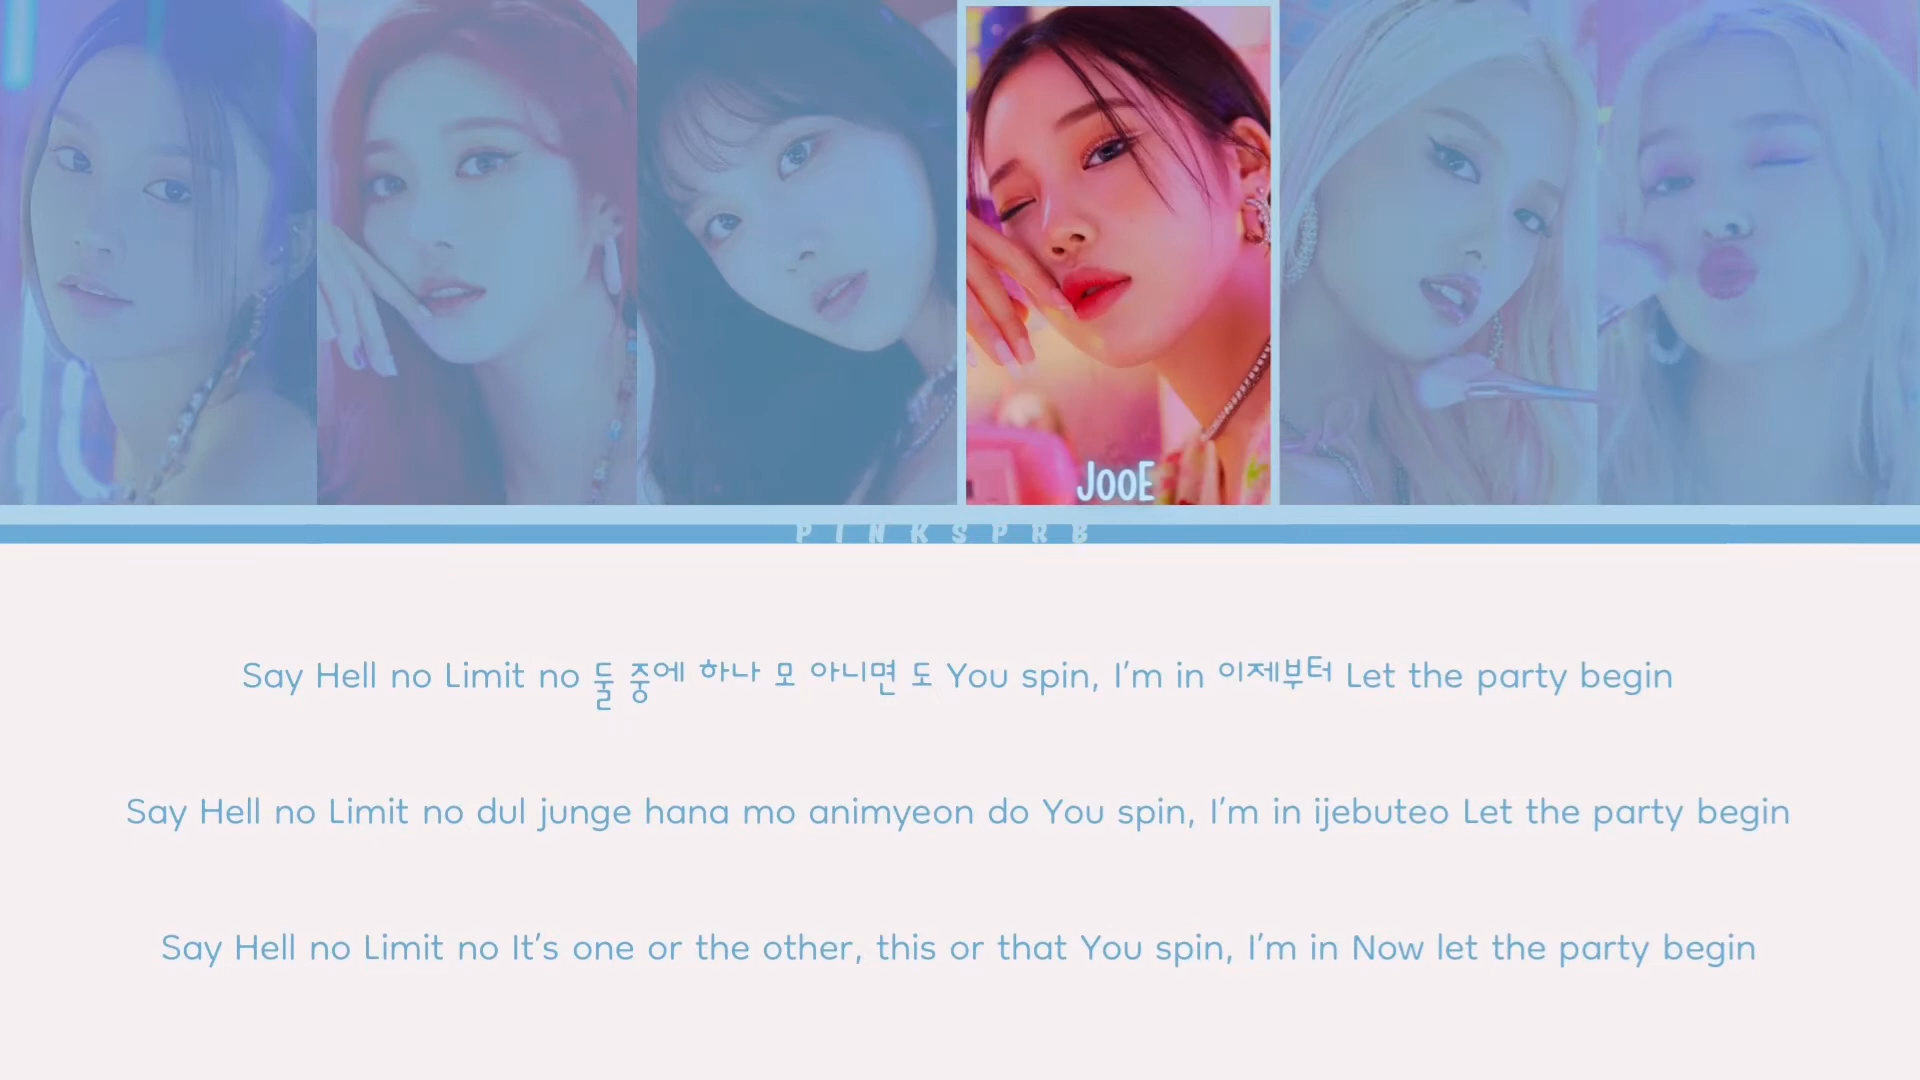 JOOE
PINKSPRB
Say Hell no Limit no 둘 중에 하나 모 아니면 도 You spin, I'm in 이제부터 Let the party begin
Say Hell no Limit no dul junge hana mo animyeon do You spin, I'm in ijebuteo Let the party begin
Say Hell no Limit no It's one or the other, this or that You spin, I'm in Now let the party begin